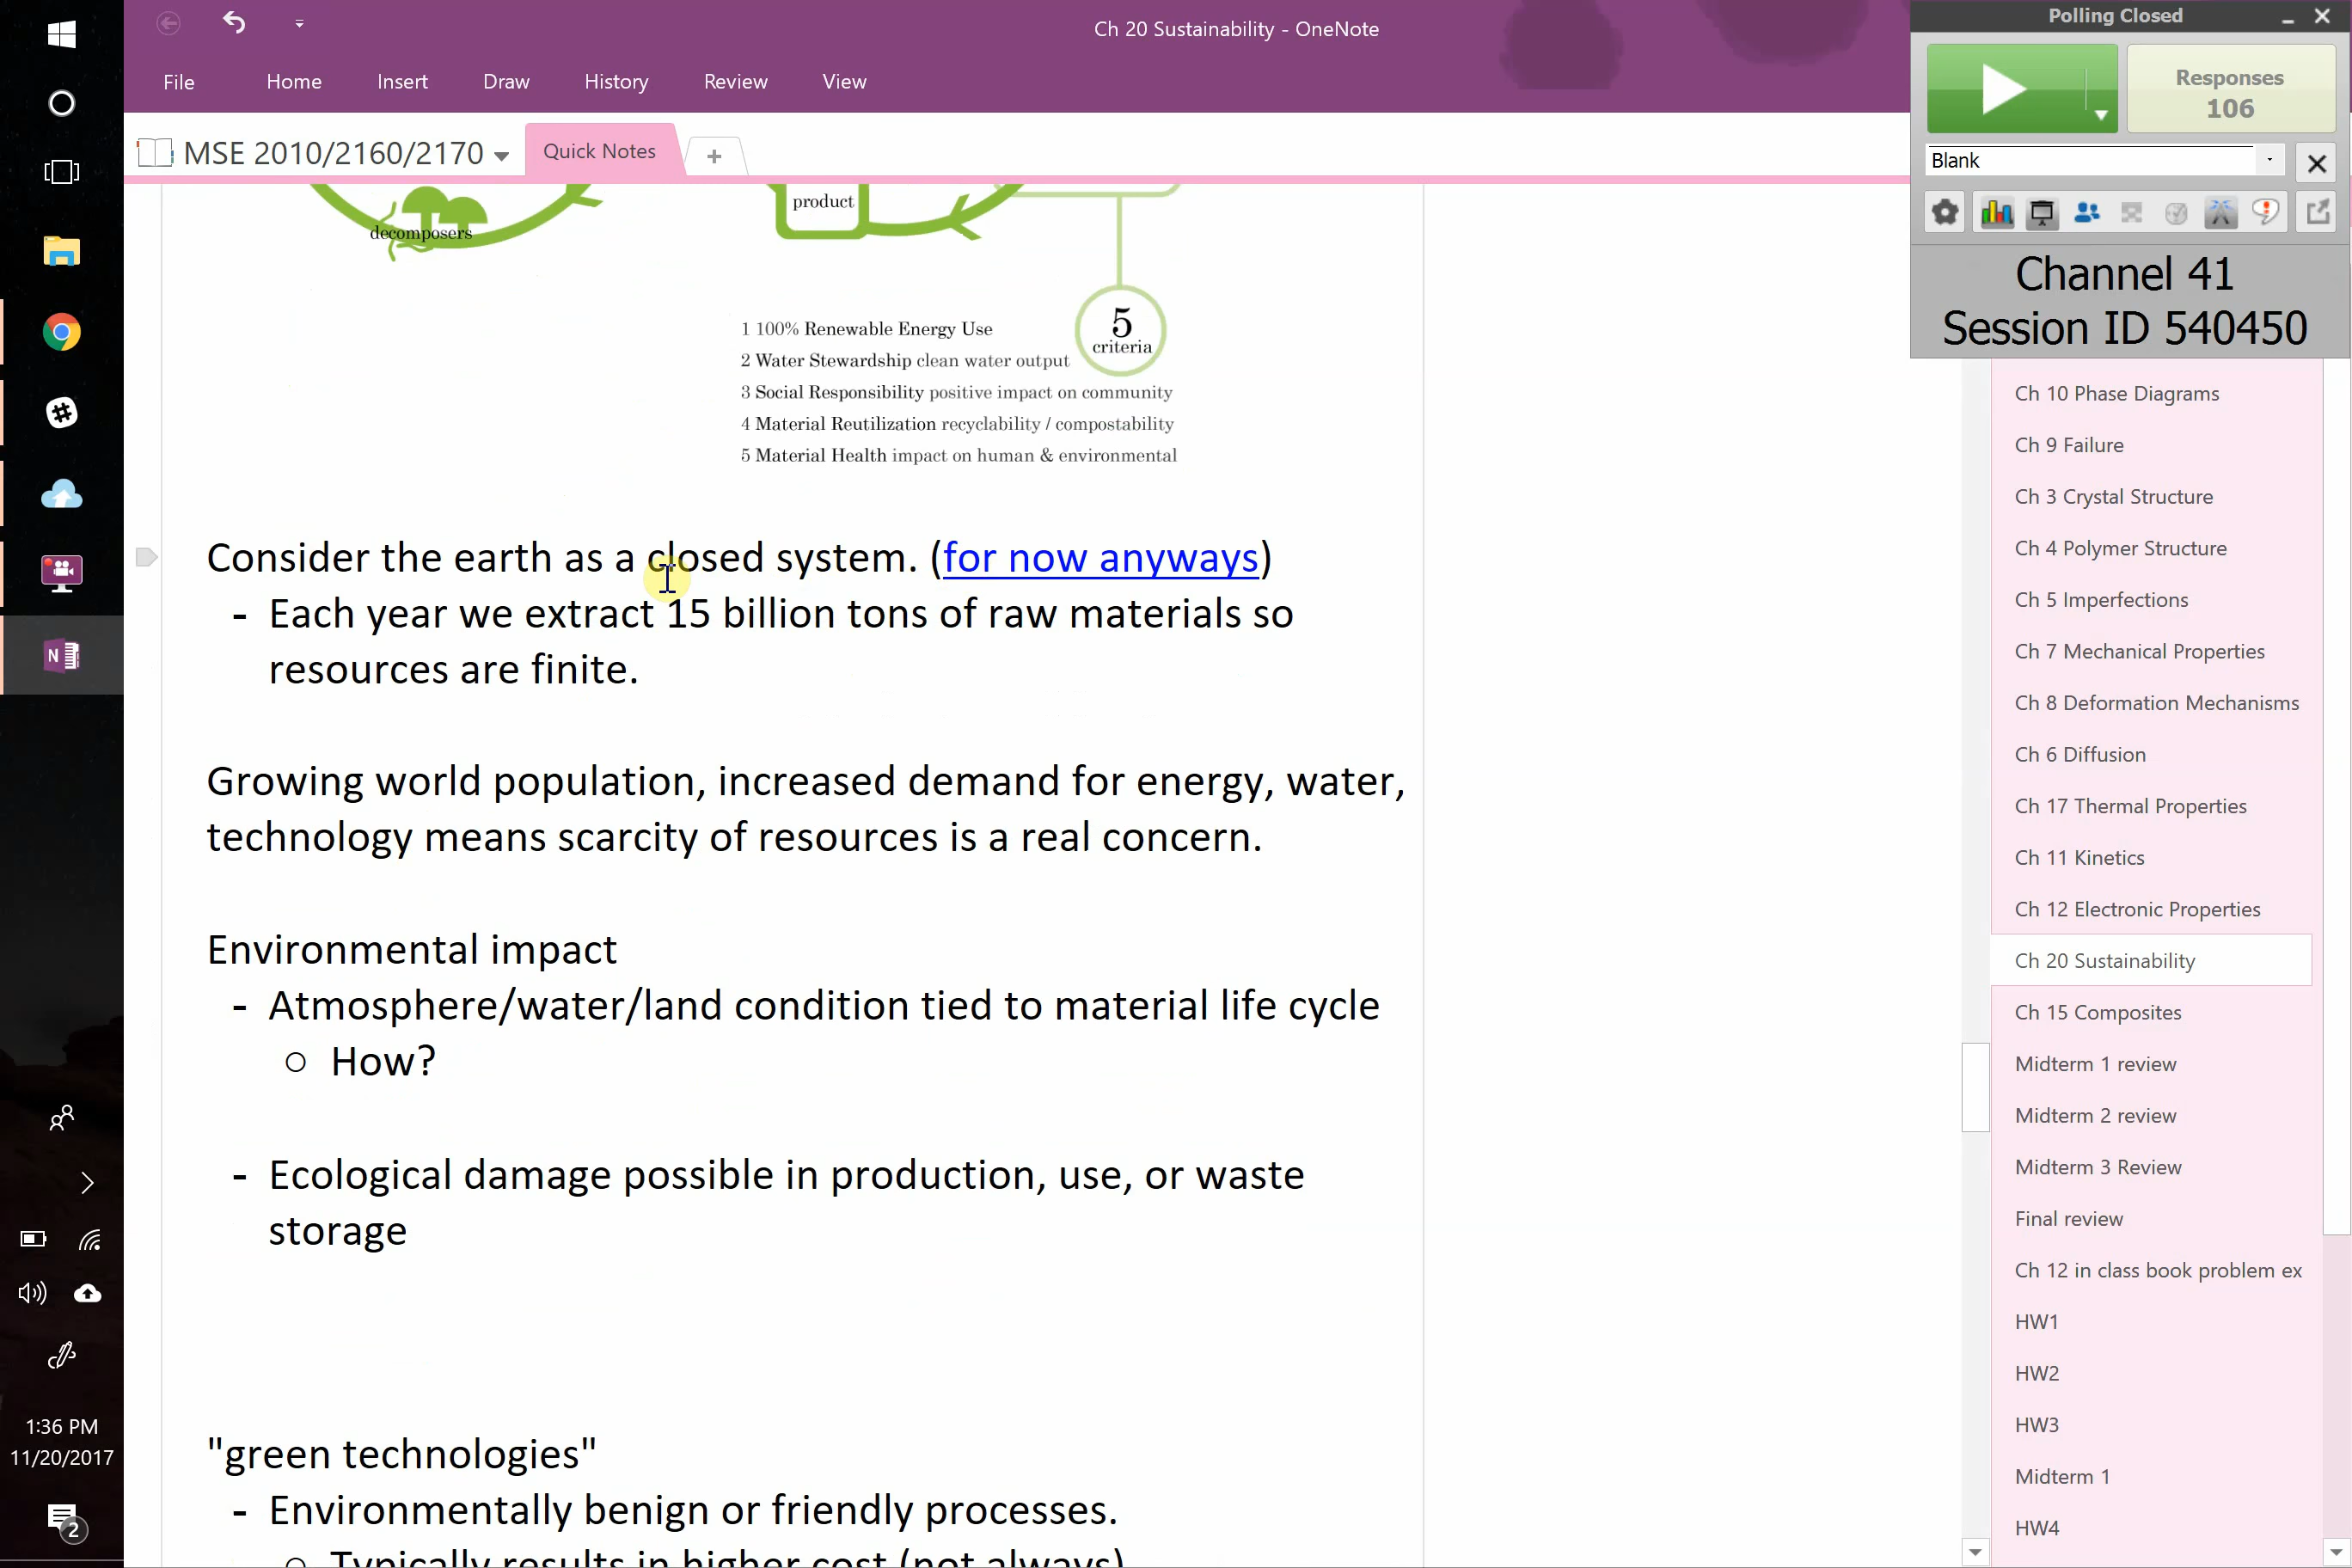 Ch 20 Sustainability - OneNote
File Home Insert Draw History Review View
MSE 2010/2160/2170
Quick Notes
+
decomposers
product
5
criteria
1 100% Renewable Energy Use
2 Water Stewardship clean water output
3 Social Responsibility positive impact on community
4 Material Reutilization recyclability / compostability
5 Material Health impact on human & environmental
Consider the earth as a closed system. (for now anyways)
- Each year we extract 15 billion tons of raw materials so
resources are finite.
Growing world population, increased demand for energy, water,
technology means scarcity of resources is a real concern.
Environmental impact
- Atmosphere/water/land condition tied to material life cycle
○ How?
- Ecological damage possible in production, use, or waste
storage
"green technologies"
- Environmentally benign or friendly processes.
○ Typically results in higher cost (not always)
Polling Closed
Responses
106
Blank
Channel 41
Session ID 540450
Ch 10 Phase Diagrams
Ch 9 Failure
Ch 3 Crystal Structure
Ch 4 Polymer Structure
Ch 5 Imperfections
Ch 7 Mechanical Properties
Ch 8 Deformation Mechanisms
Ch 6 Diffusion
Ch 17 Thermal Properties
Ch 11 Kinetics
Ch 12 Electronic Properties
Ch 20 Sustainability
Ch 15 Composites
Midterm 1 review
Midterm 2 review
Midterm 3 Review
Final review
Ch 12 in class book problem ex
HW1
HW2
HW3
Midterm 1
HW4
N
1:36 PM
11/20/2017
2